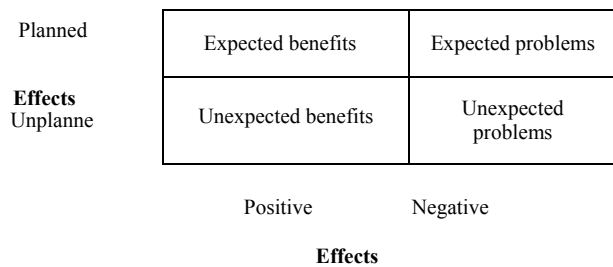 Planned
Expected benefits
Expected problems
Effects
Unplanne
Unexpected benefits
Unexpected
problems
Positive
Negative
Effects